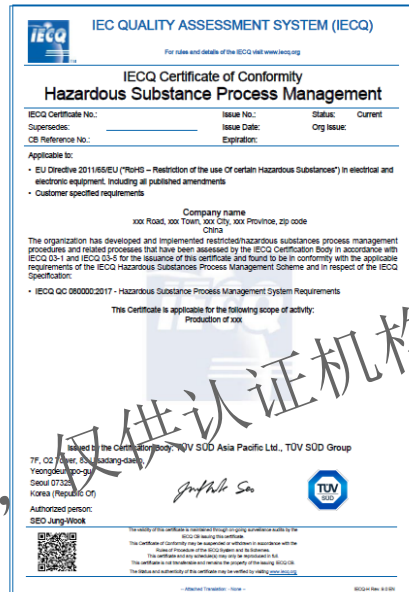 IECQ
IEC QUALITY ASSESSMENT SYSTEM (IECQ)
For rules and details of the IECQ visit www.iecq.org
IECQ Certificate of Conformity
Hazardous Substance Process Management
IECQ Certificate No.: Issue No.: Status: Current
Supersedes: Issue Date: Org Issue:
CB Reference No.: Expiration:
Applicable to:
• EU Directive 2011/65/EU ("RoHS – Restriction of the use Of certain Hazardous Substances") in electrical and
electronic equipment. Including all published amendments
• Customer specified requirements
Company name
xxx Road, xxx Town, xxx City, xxx Province, zip code
China
The organization has developed and implemented restricted/hazardous substances process management
procedures and related processes that have been assessed by the IECQ Certification Body in accordance with
IECQ 03-1 and IECQ 03-5 for the issuance of this certificate and found to be in conformity with the applicable
requirements of the IECQ Hazardous Substances Process Management Scheme and in respect of the IECQ
Specification:
• IECQ QC 080000:2017 - Hazardous Substance Process Management System Requirements
This Certificate is applicable for the following scope of activity:
Production of xxx
仅供认证机构
Issued by the Certification Body: TÜV SÜD Asia Pacific Ltd., TÜV SÜD Group
7F, O2 Tower, 83
Seoul 07325
Korea (Republic Of)
Authorized person:
SEO Jung-Wook
TÜV
SÜD
The validity of this certificate is maintained through on-going surveillance audits by the
IECQ CB issuing this certificate.
This Certificate of Conformity may be suspended or withdrawn in accordance with the
Rules of Procedure of the IECQ System and its Schemes.
This certificate and any schedule(s) may only be reproduced in full.
This certificate is not transferable and remains the property of the issuing IECQ CB.
The Status and authenticity of this certificate may be verified by visiting www.iecq.org
– Attached Translation - None –